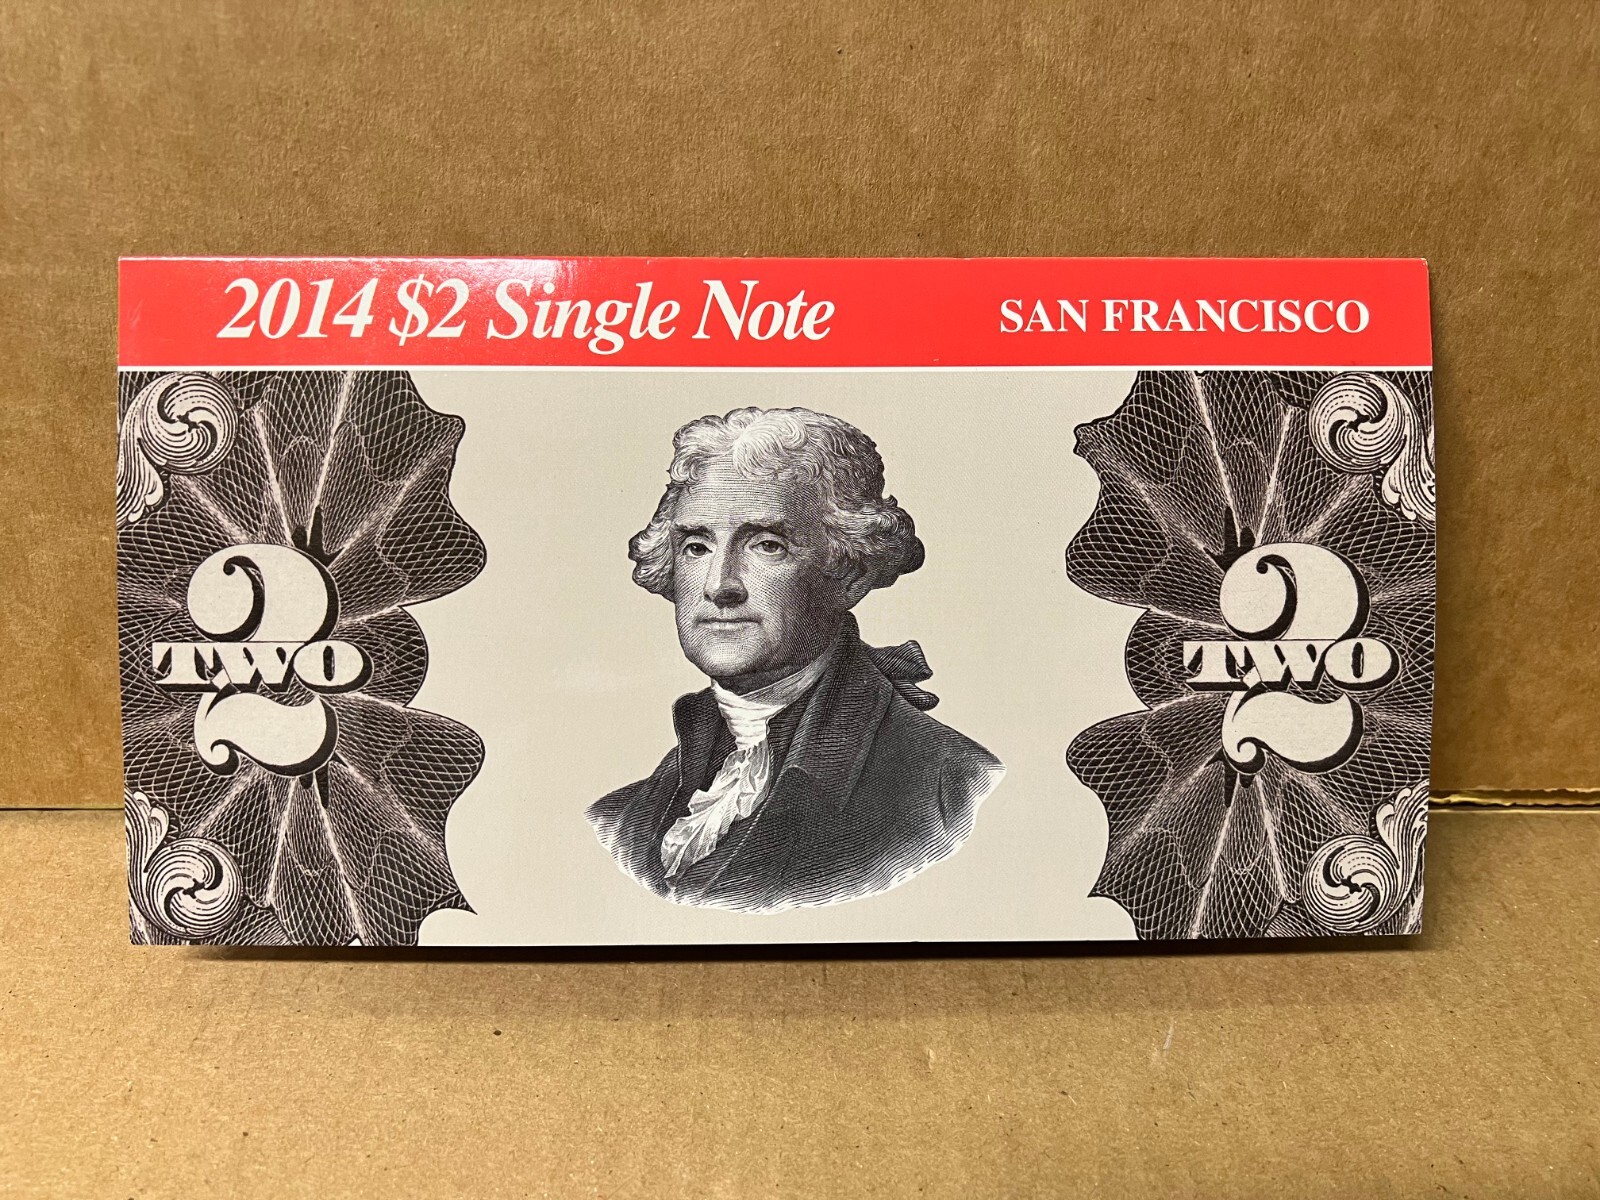 2014 $2 Single Note SAN FRANCISCO
2 TWO
2 TWO